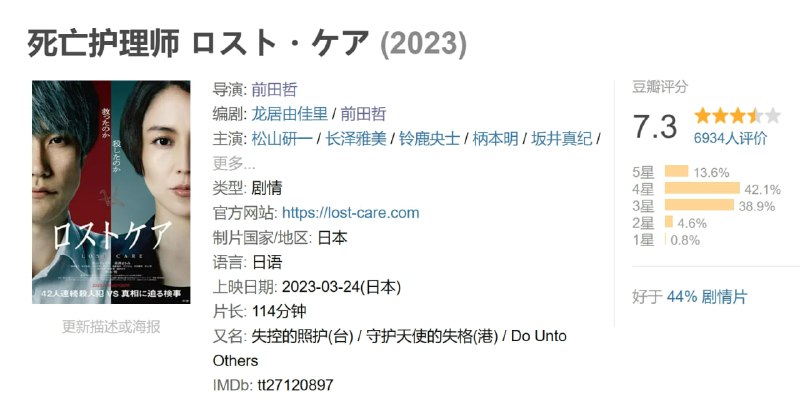 死亡护理师 ロスト・ケア (2023)
救ったのか
殺したのか
ロストケア
LOST CARE
42人連続殺人犯 VS 真相に迫る検事
更新描述或海报
导演: 前田哲
编剧: 龙居由佳里 / 前田哲
主演: 松山研一 / 长泽雅美 / 铃鹿央士 / 柄本明 / 坂井真纪 /
更多...
类型: 剧情
官方网站: https://lost-care.com
制片国家/地区: 日本
语言: 日语
上映日期: 2023-03-24(日本)
片长: 114分钟
又名: 失控的照护(台) / 守护天使的失格(港) / Do Unto
Others
IMDb: tt27120897
豆瓣评分
7.3
6934人评价
5星 13.6%
4星 42.1%
3星 38.9%
2星 4.6%
1星 0.8%
好于 44% 剧情片